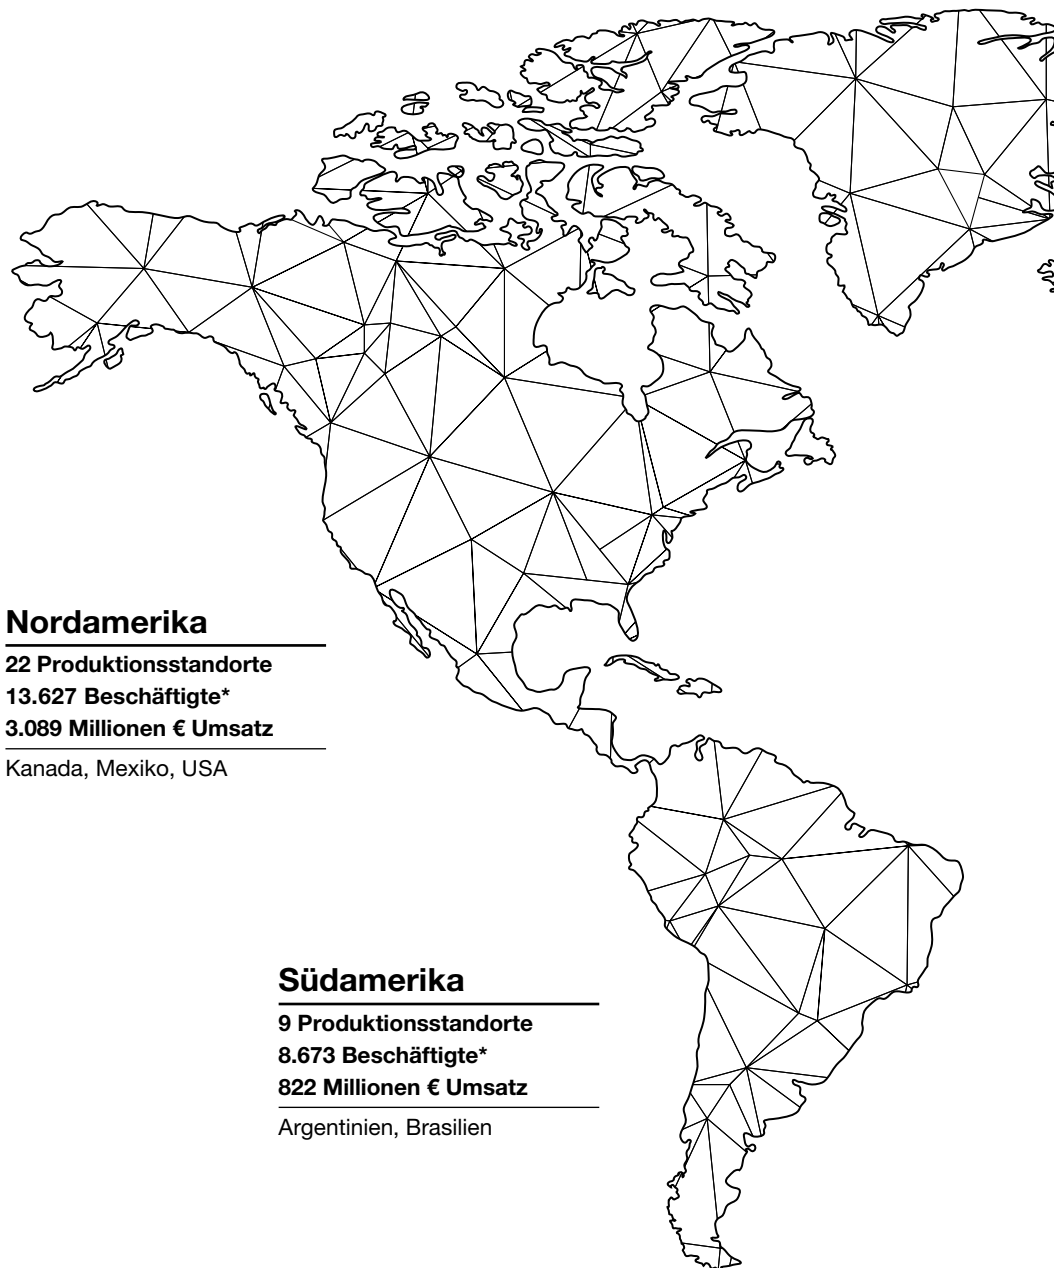 Nordamerika
22 Produktionsstandorte
13.627 Beschäftigte*
3.089 Millionen € Umsatz
Kanada, Mexiko, USA
Südamerika
9 Produktionsstandorte
8.673 Beschäftigte*
822 Millionen € Umsatz
Argentinien, Brasilien